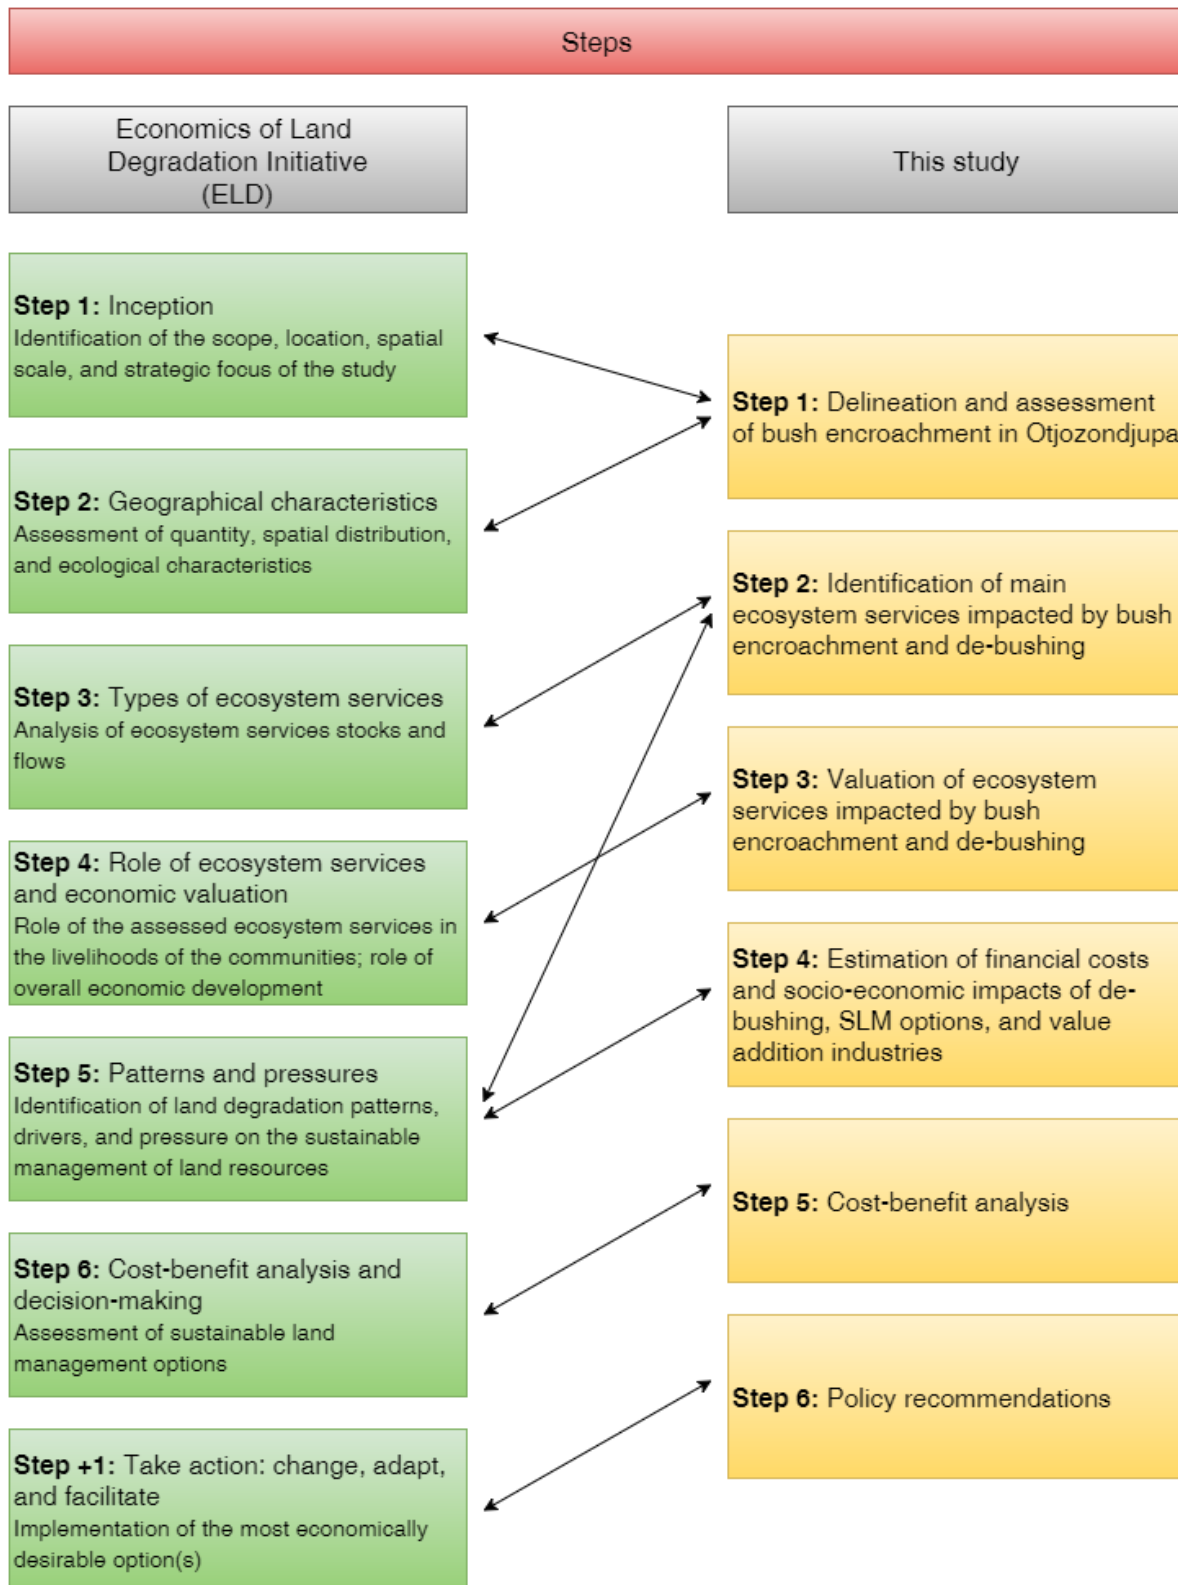 Steps
Economics of Land
Degradation Initiative
(ELD)
This study
Step 1: Inception
Identification of the scope, location, spatial
scale, and strategic focus of the study
Step 2: Geographical characteristics
Assessment of quantity, spatial distribution,
and ecological characteristics
Step 3: Types of ecosystem services
Analysis of ecosystem services stocks and
flows
Step 4: Role of ecosystem services
and economic valuation
Role of the assessed ecosystem services in
the livelihoods of the communities; role of
overall economic development
Step 5: Patterns and pressures
Identification of land degradation patterns,
drivers, and pressure on the sustainable
management of land resources
Step 6: Cost-benefit analysis and
decision-making
Assessment of sustainable land
management options
Step +1: Take action: change, adapt,
and facilitate
Implementation of the most economically
desirable option(s)
Step 1: Delineation and assessment
of bush encroachment in Otjozondjupa
Step 2: Identification of main
ecosystem services impacted by bush
encroachment and de-bushing
Step 3: Valuation of ecosystem
services impacted by bush
encroachment and de-bushing
Step 4: Estimation of financial costs
and socio-economic impacts of de-
bushing, SLM options, and value
addition industries
Step 5: Cost-benefit analysis
Step 6: Policy recommendations